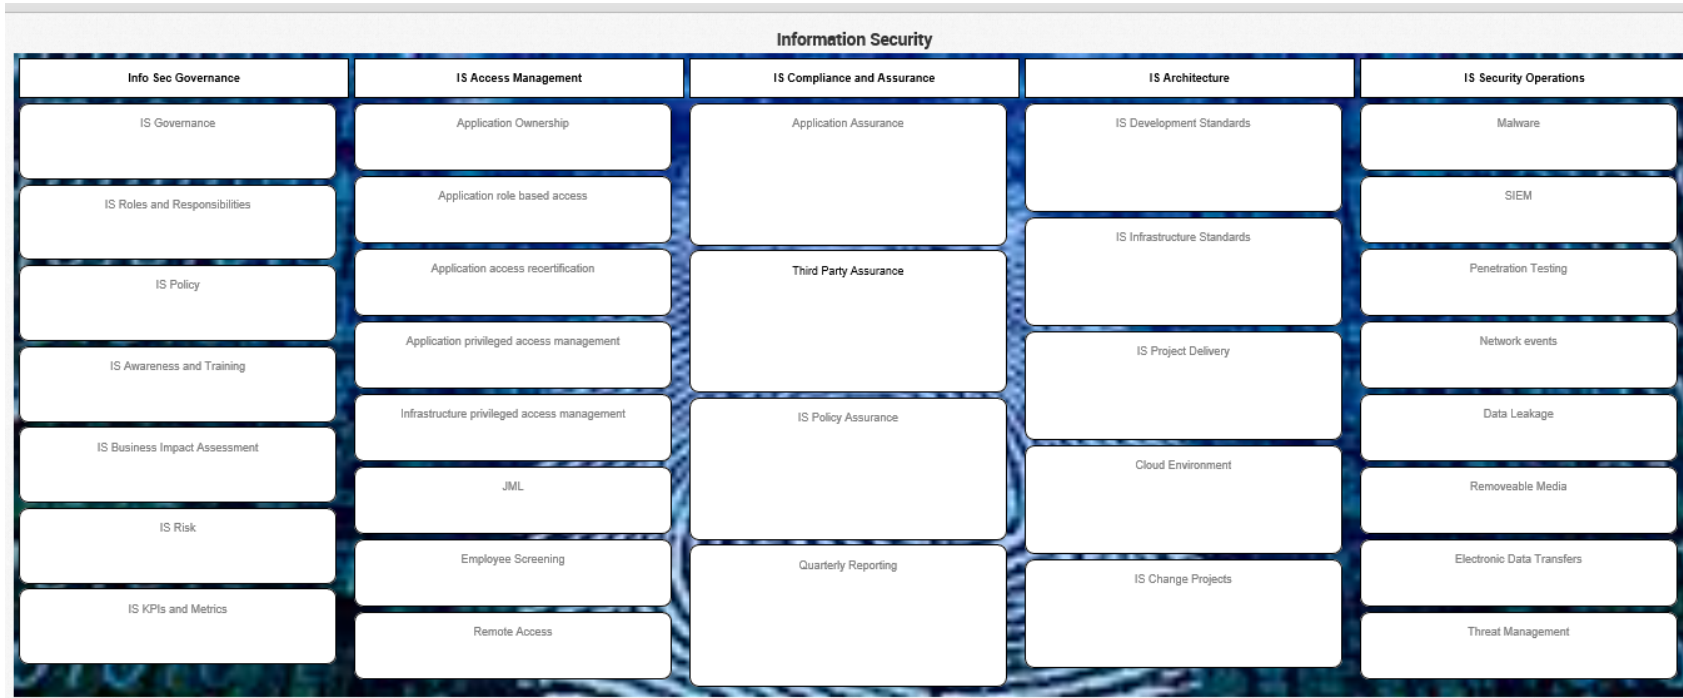 Information Security
Info Sec Governance
IS Governance
IS Roles and Responsibilities
IS Policy
IS Awareness and Training
IS Business Impact Assessment
IS Risk
IS KPIs and Metrics
IS Access Management
Application Ownership
Application role based access
Application access recertification
Application privileged access management
Infrastructure privileged access management
JML
Employee Screening
Remote Access
IS Compliance and Assurance
Application Assurance
Third Party Assurance
IS Policy Assurance
Quarterly Reporting
IS Architecture
IS Development Standards
IS Infrastructure Standards
IS Project Delivery
Cloud Environment
IS Change Projects
IS Security Operations
Malware
SIEM
Penetration Testing
Network events
Data Leakage
Removeable Media
Electronic Data Transfers
Threat Management